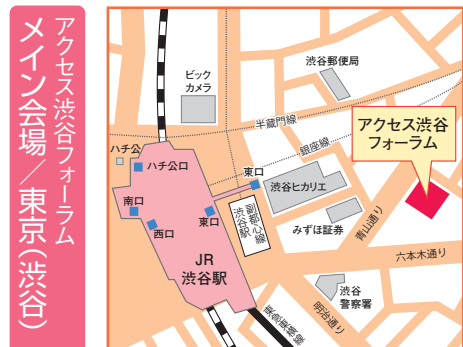 アクセス渋谷フォーラム
メイン会場／東京（渋谷）
ビック
カメラ
渋谷郵便局
半蔵門線
銀座線
アクセス渋谷
フォーラム
ハチ公
ハチ公口
東口
渋谷ヒカリエ
南口
西口
東口
副都心線
渋谷駅
みずほ証券
青山通り
JR
渋谷駅
六本木通り
渋谷
警察署
明治通り
東急東横線